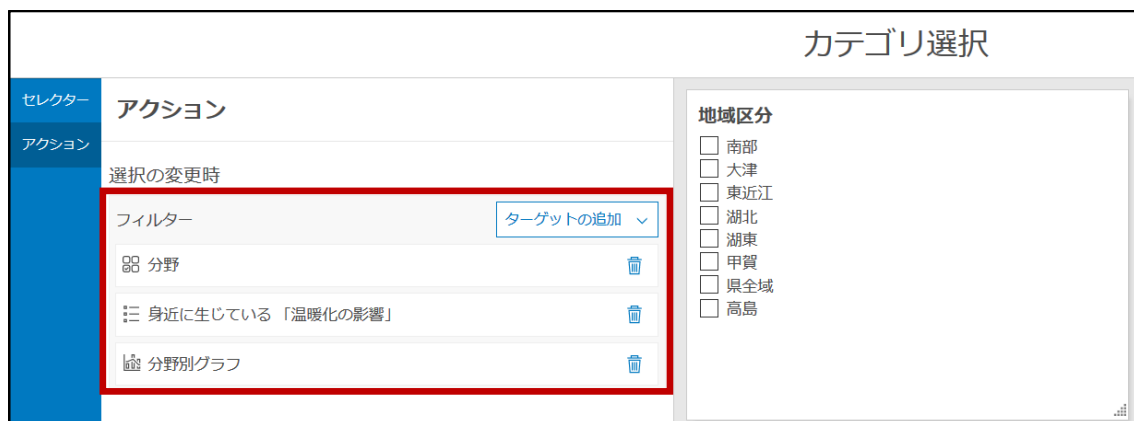 カテゴリ選択
セレクター
アクション
アクション
選択の変更時
フィルター
ターゲットの追加
分野
身近に生じている 「温暖化の影響」
分野別グラフ
地域区分
南部
大津
東近江
湖北
湖東
甲賀
県全域
高島